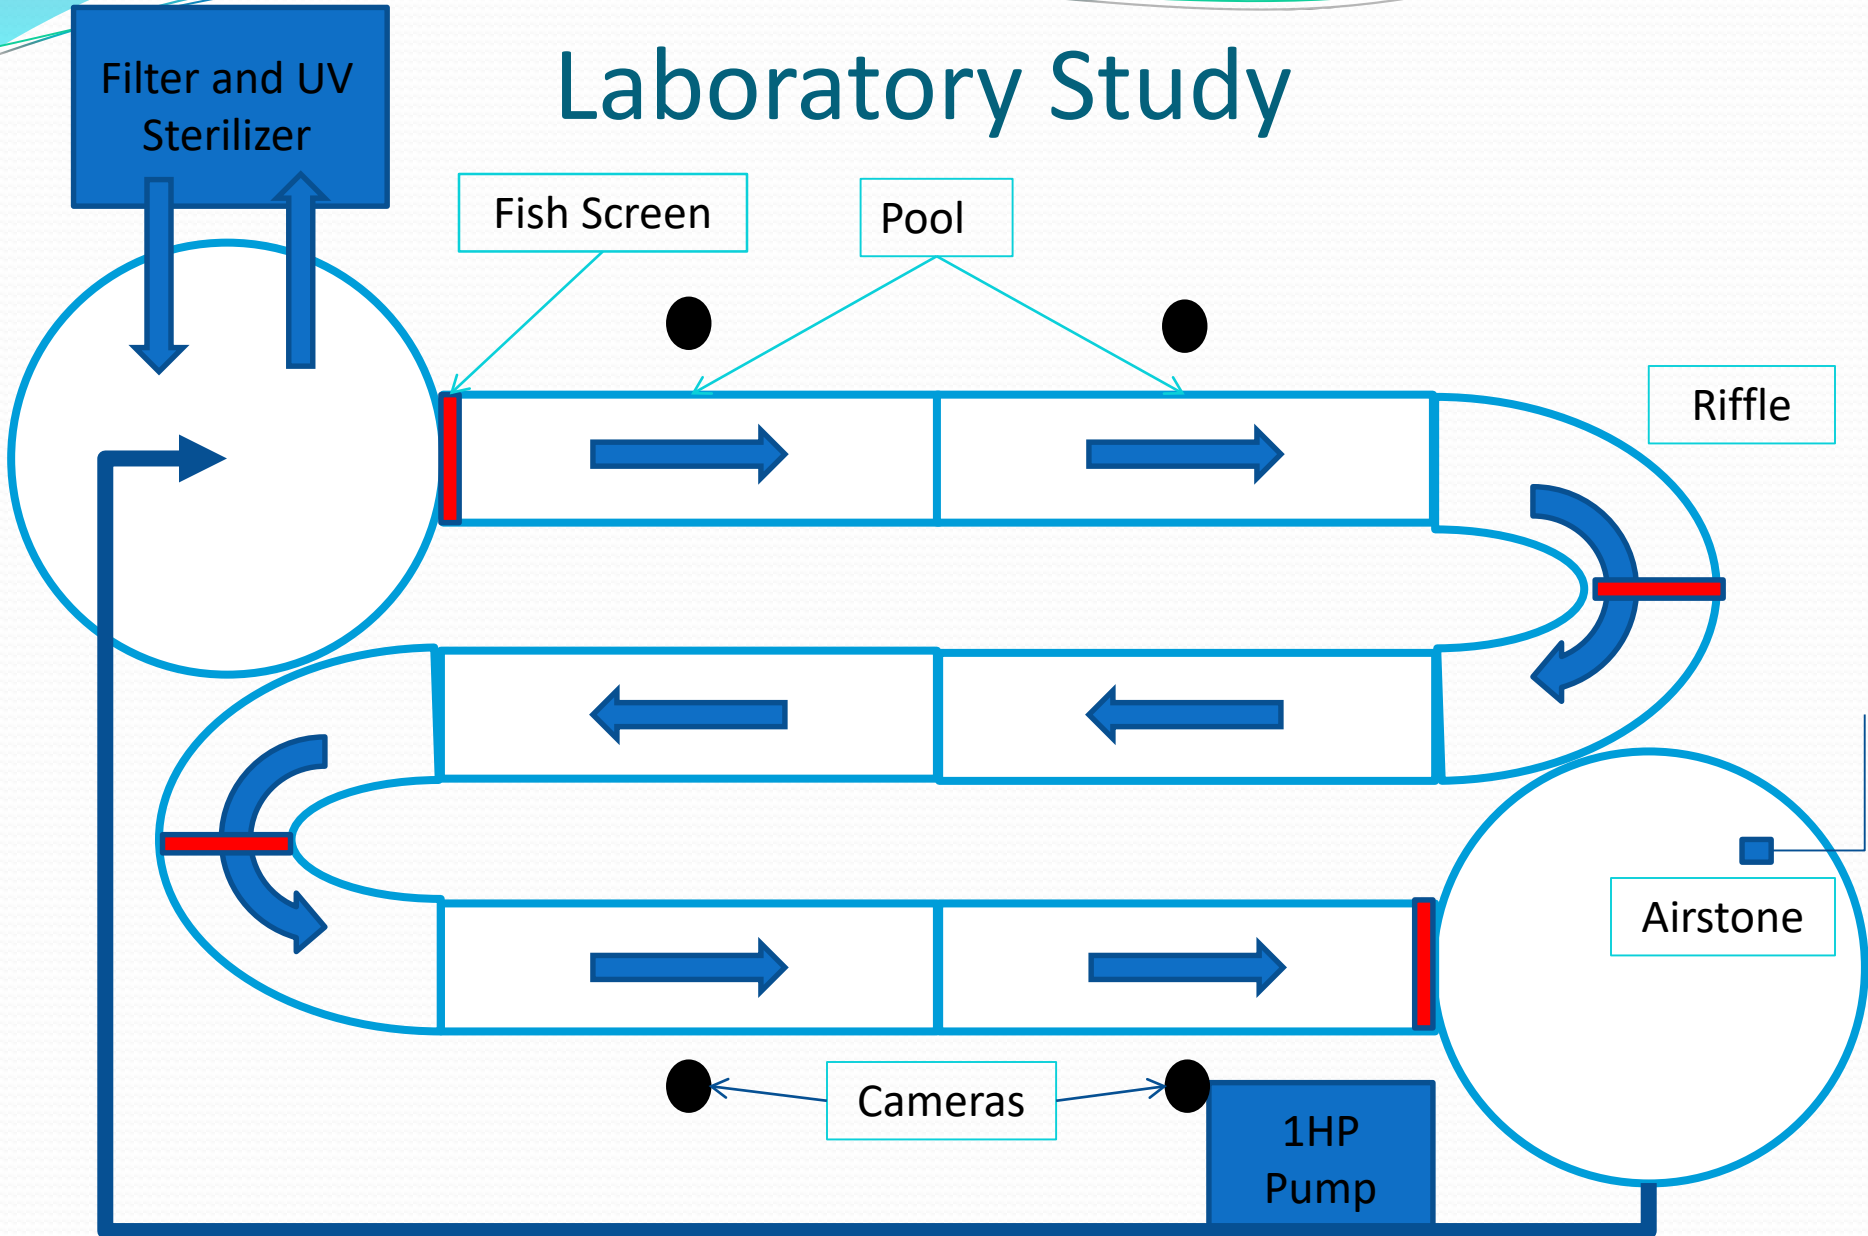 Laboratory Study
Filter and UV
Sterilizer
Fish Screen
Pool
Riffle
Airstone
Cameras
1HP
Pump